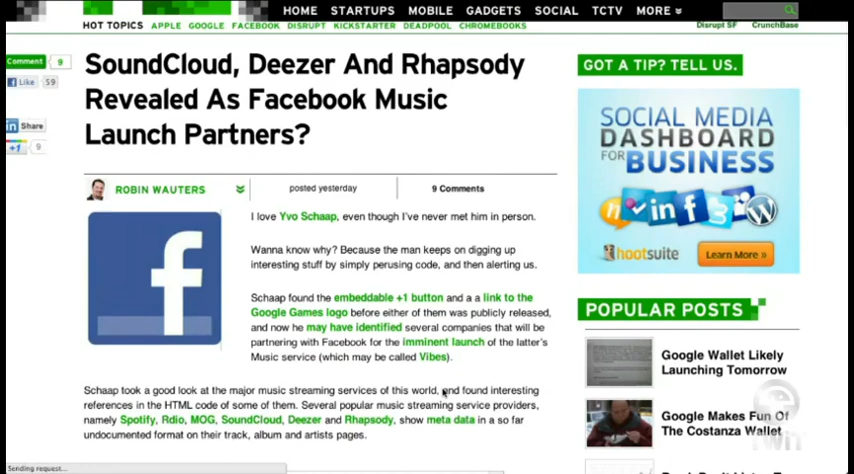 HOME STARTUPS MOBILE GADGETS SOCIAL TCTV MORE
HOT TOPICS APPLE GOOGLE FACEBOOK DISRUPT KICKSTARTER DEADPOOL CHROMEBOOKS
Disrupt SF CrunchBase
Comment 9
Like 59
in Share
+1 9
SoundCloud, Deezer And Rhapsody
Revealed As Facebook Music
Launch Partners?
ROBIN WAUTERS posted yesterday 9 Comments
f
I love Yvo Schaap, even though I've never met him in person.
Wanna know why? Because the man keeps on digging up
interesting stuff by simply perusing code, and then alerting us.
Schaap found the embeddable +1 button and a a link to the
Google Games logo before either of them was publicly released,
and now he may have identified several companies that will be
partnering with Facebook for the imminent launch of the latter's
Music service (which may be called Vibes).
Schaap took a good look at the major music streaming services of this world, and found interesting
references in the HTML code of some of them. Several popular music streaming service providers,
namely Spotify, Rdio, MOG, SoundCloud, Deezer and Rhapsody, show meta data in a so far
undocumented format on their track, album and artists pages.
GOT A TIP? TELL US.
SOCIAL MEDIA
DASHBOARD
FOR BUSINESS
in f t W
hootsuite Learn More »
POPULAR POSTS
Google Wallet Likely
Launching Tomorrow
Google Makes Fun Of
The Costanza Wallet
TWiT
Sending request...